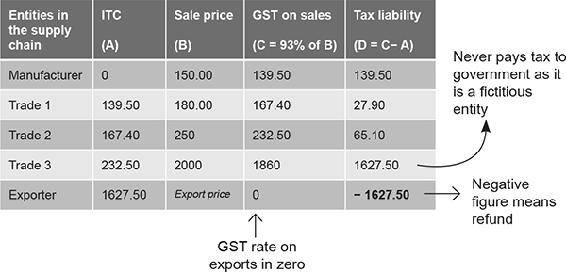 Entities in the supply chain | ITC (A) | Sale price (B) | GST on sales (C = 93% of B) | Tax liability (D = C– A)
Manufacturer | 0 | 150.00 | 139.50 | 139.50
Trade 1 | 139.50 | 180.00 | 167.40 | 27.90
Trade 2 | 167.40 | 250 | 232.50 | 65.10
Trade 3 | 232.50 | 2000 | 1860 | 1627.50
Exporter | 1627.50 | Export price | 0 | – 1627.50
Never pays tax to
government as it
is a fictitious
entity
Negative
figure means
refund
GST rate on
exports in zero